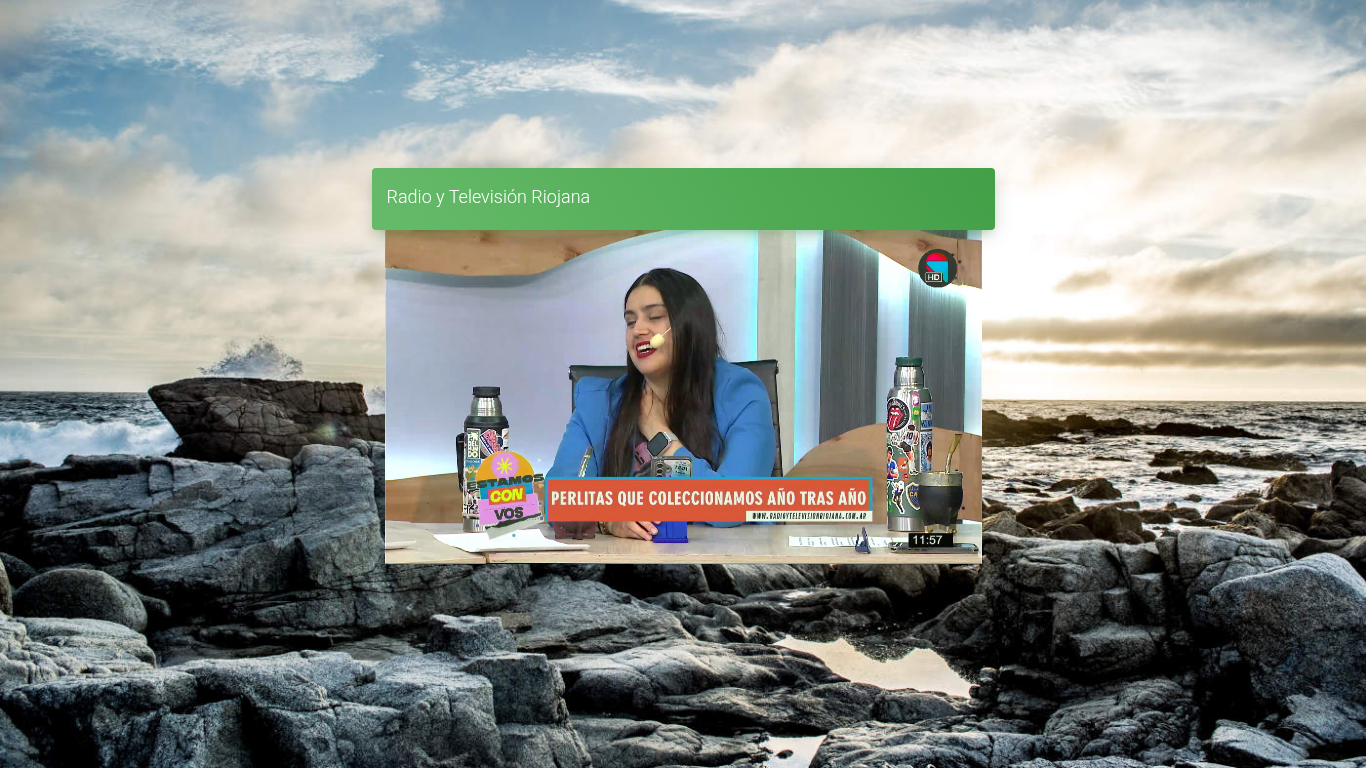 Radio y Televisión Riojana
HD
ESTAMOS
CON
VOS
PERLITAS QUE COLECCIONAMOS AÑO TRAS AÑO
WWW.RADIOYTELEVISIONRIOJANA.COM.AR
11:57